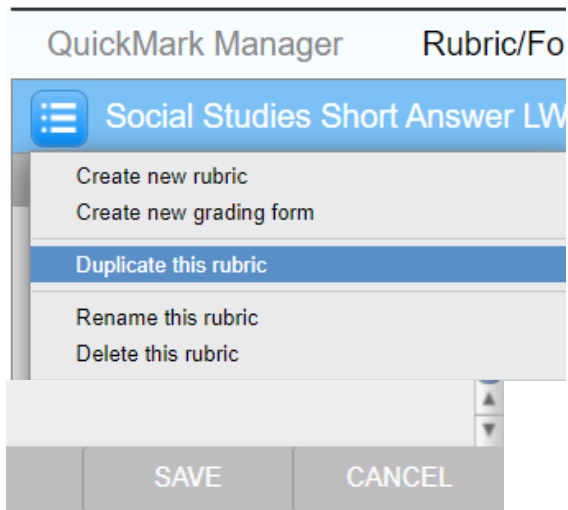 QuickMark Manager Rubric/Fo
Social Studies Short Answer LW
Create new rubric
Create new grading form
Duplicate this rubric
Rename this rubric
Delete this rubric
SAVE CANCEL